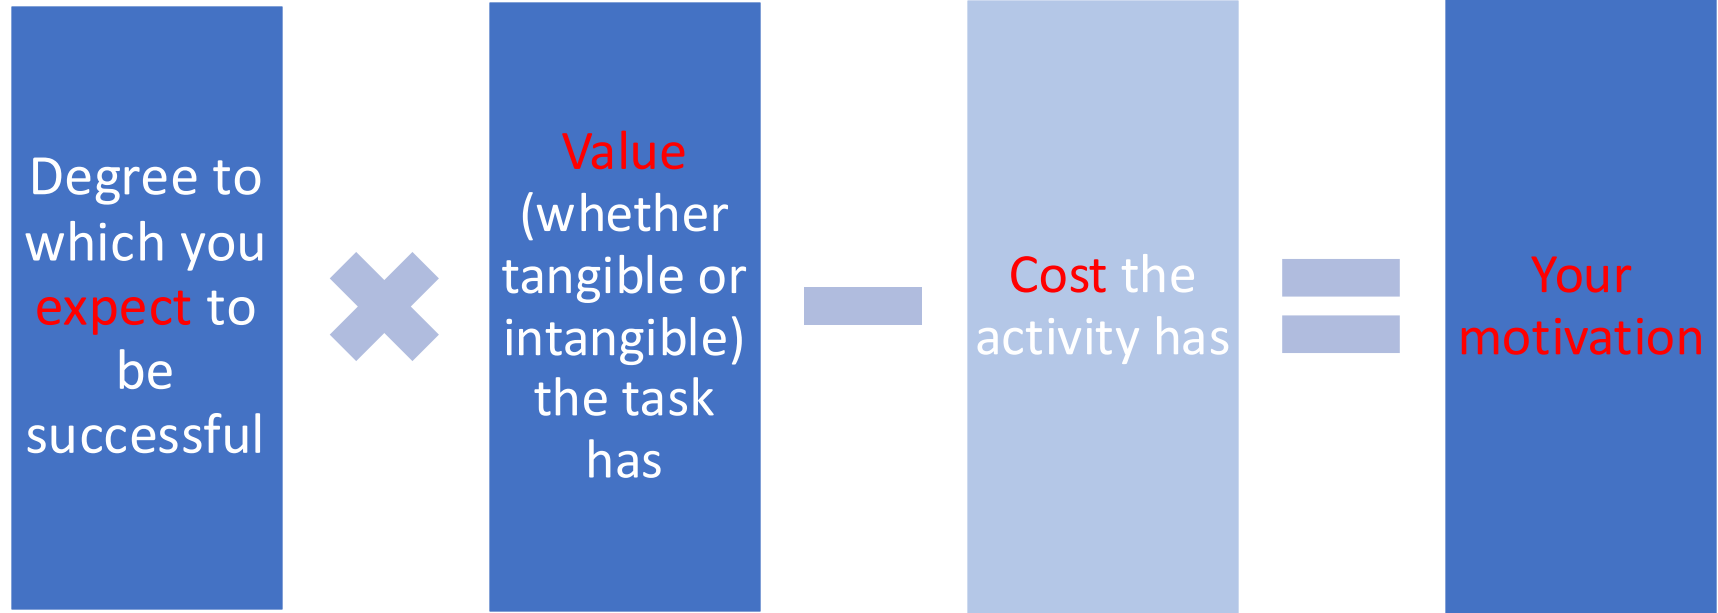 Degree to
which you
expect to
be
successful
Value
(whether
tangible or
intangible)
the task
has
Cost the
activity has
Your
motivation